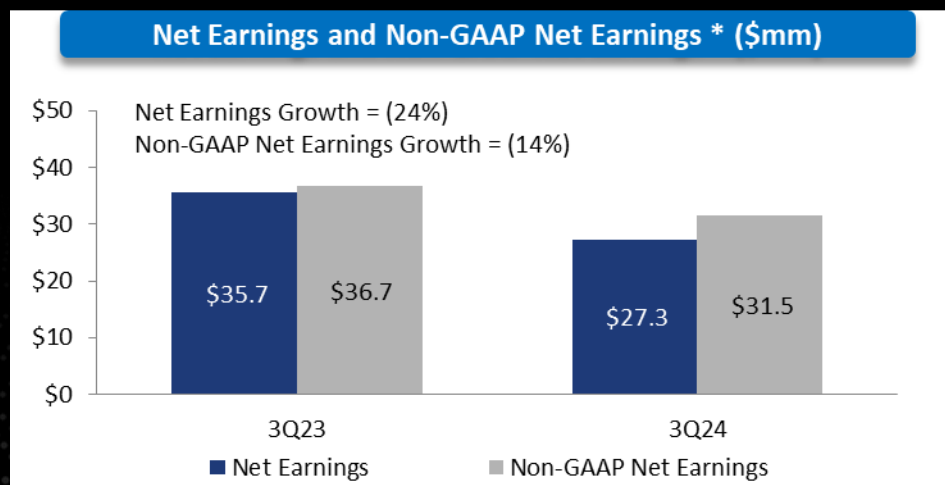 Net Earnings and Non-GAAP Net Earnings * ($mm)
$50
Net Earnings Growth = (24%)
Non-GAAP Net Earnings Growth = (14%)
$40
$30
$20
$10
$0
$35.7
$36.7
$27.3
$31.5
3Q23
3Q24
Net Earnings
Non-GAAP Net Earnings